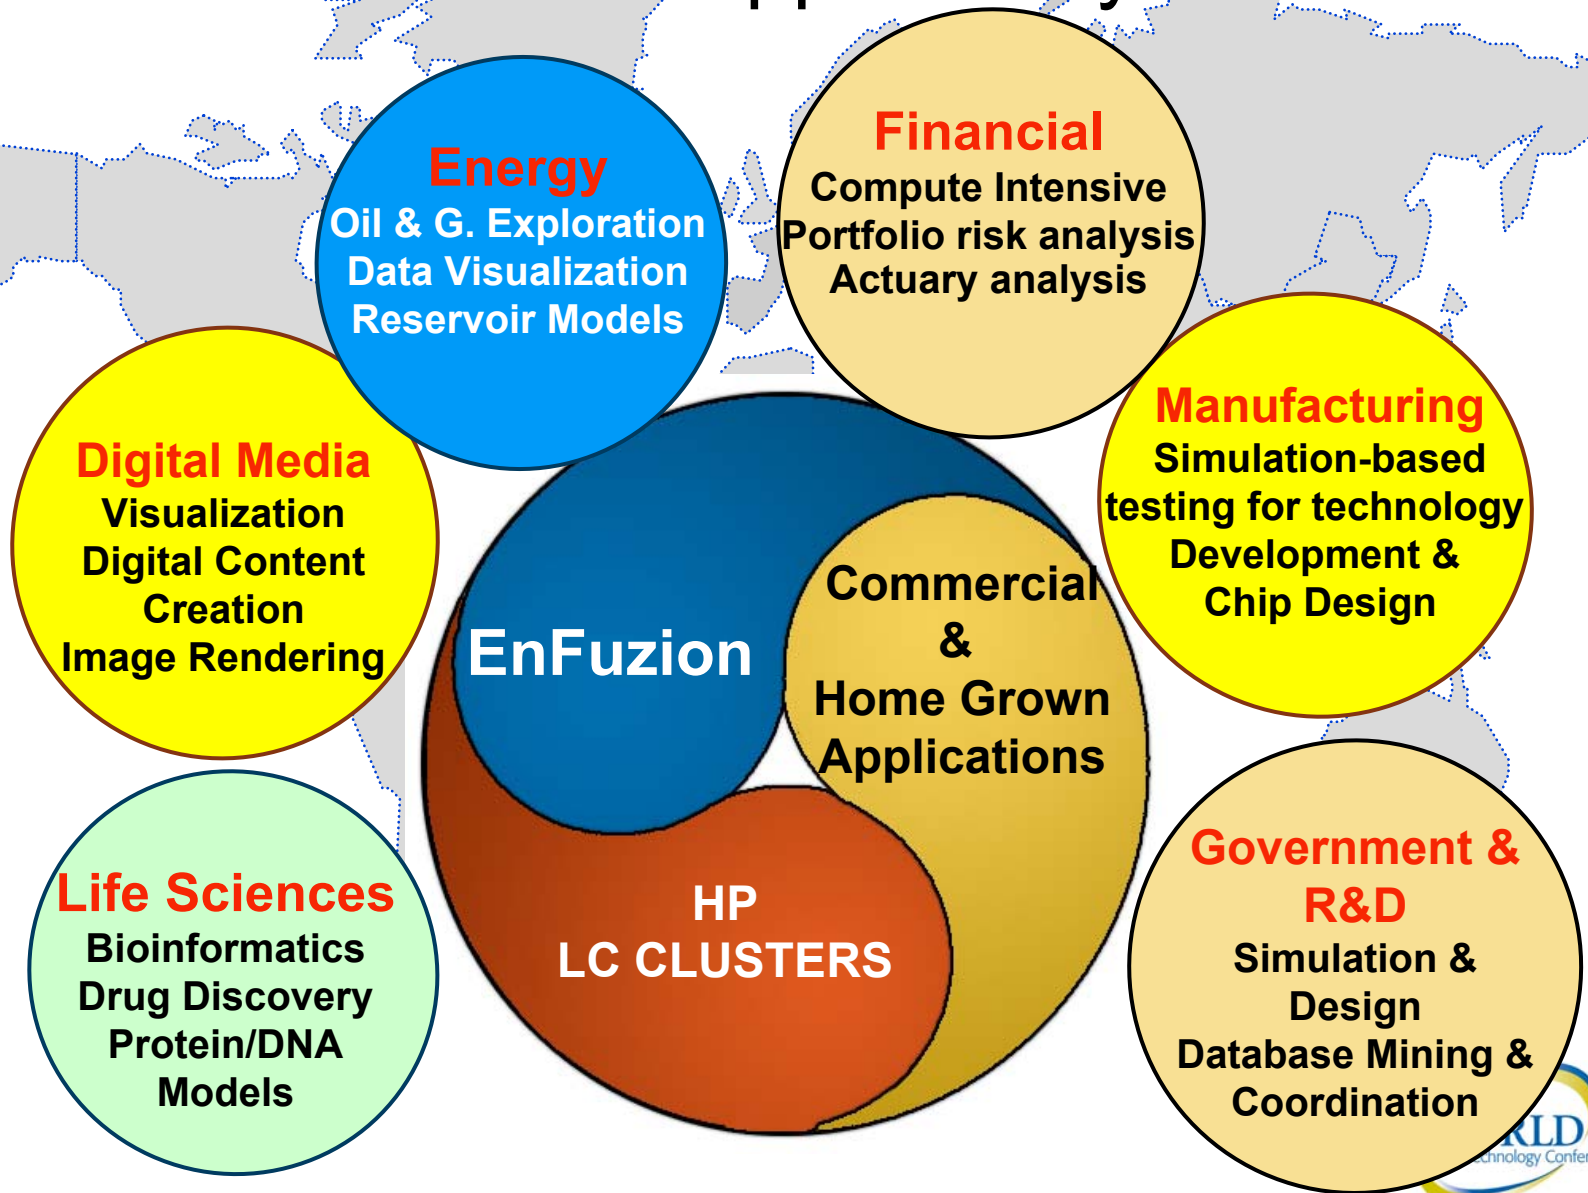 Energy
Oil & G. Exploration
Data Visualization
Reservoir Models
Financial
Compute Intensive
Portfolio risk analysis
Actuary analysis
Digital Media
Visualization
Digital Content
Creation
Image Rendering
Manufacturing
Simulation-based
testing for technology
Development &
Chip Design
EnFuzion
Commercial
&
Home Grown
Applications
HP
LC CLUSTERS
Life Sciences
Bioinformatics
Drug Discovery
Protein/DNA
Models
Government &
R&D
Simulation &
Design
Database Mining &
Coordination